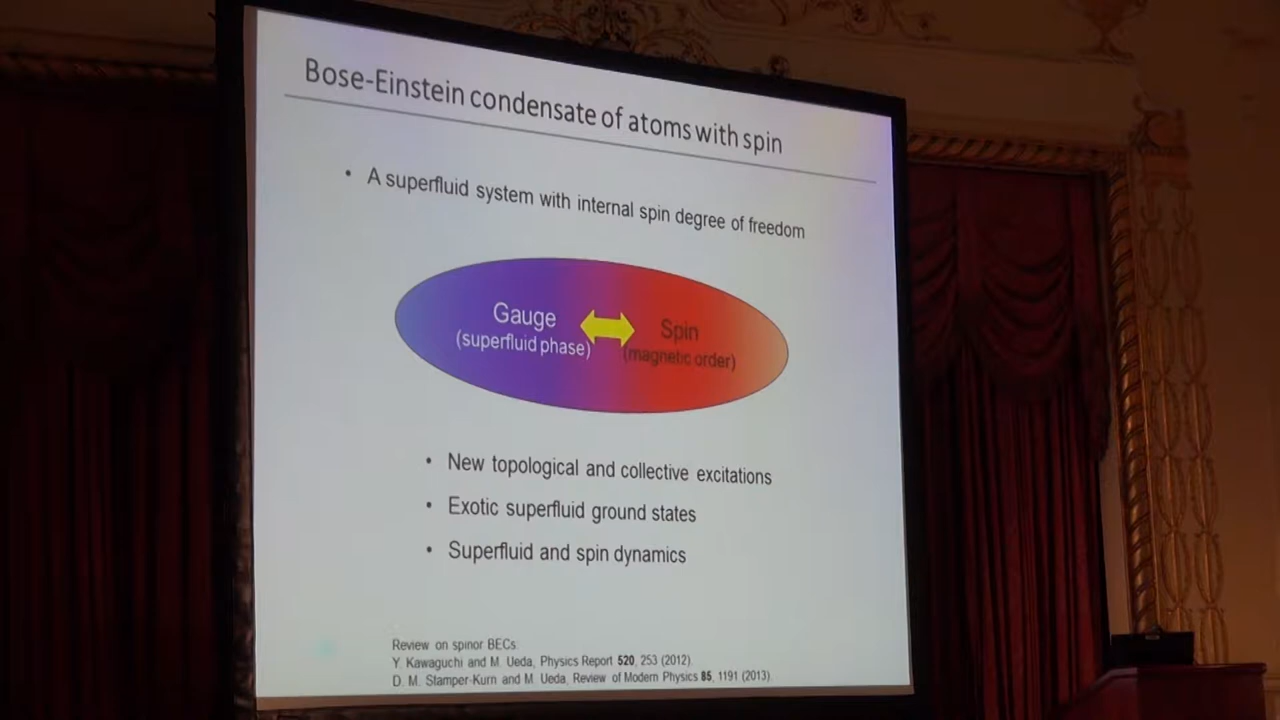 Bose-Einstein condensate of atoms with spin
• A superfluid system with internal spin degree of freedom
Gauge
(superfluid phase)
Spin
(magnetic order)
• New topological and collective excitations
• Exotic superfluid ground states
• Superfluid and spin dynamics
Review on spinor BECs:
Y. Kawaguchi and M. Ueda, Physics Report 520, 253 (2012).
D. M. Stamper-Kurn and M. Ueda, Review of Modern Physics 85, 1191 (2013).